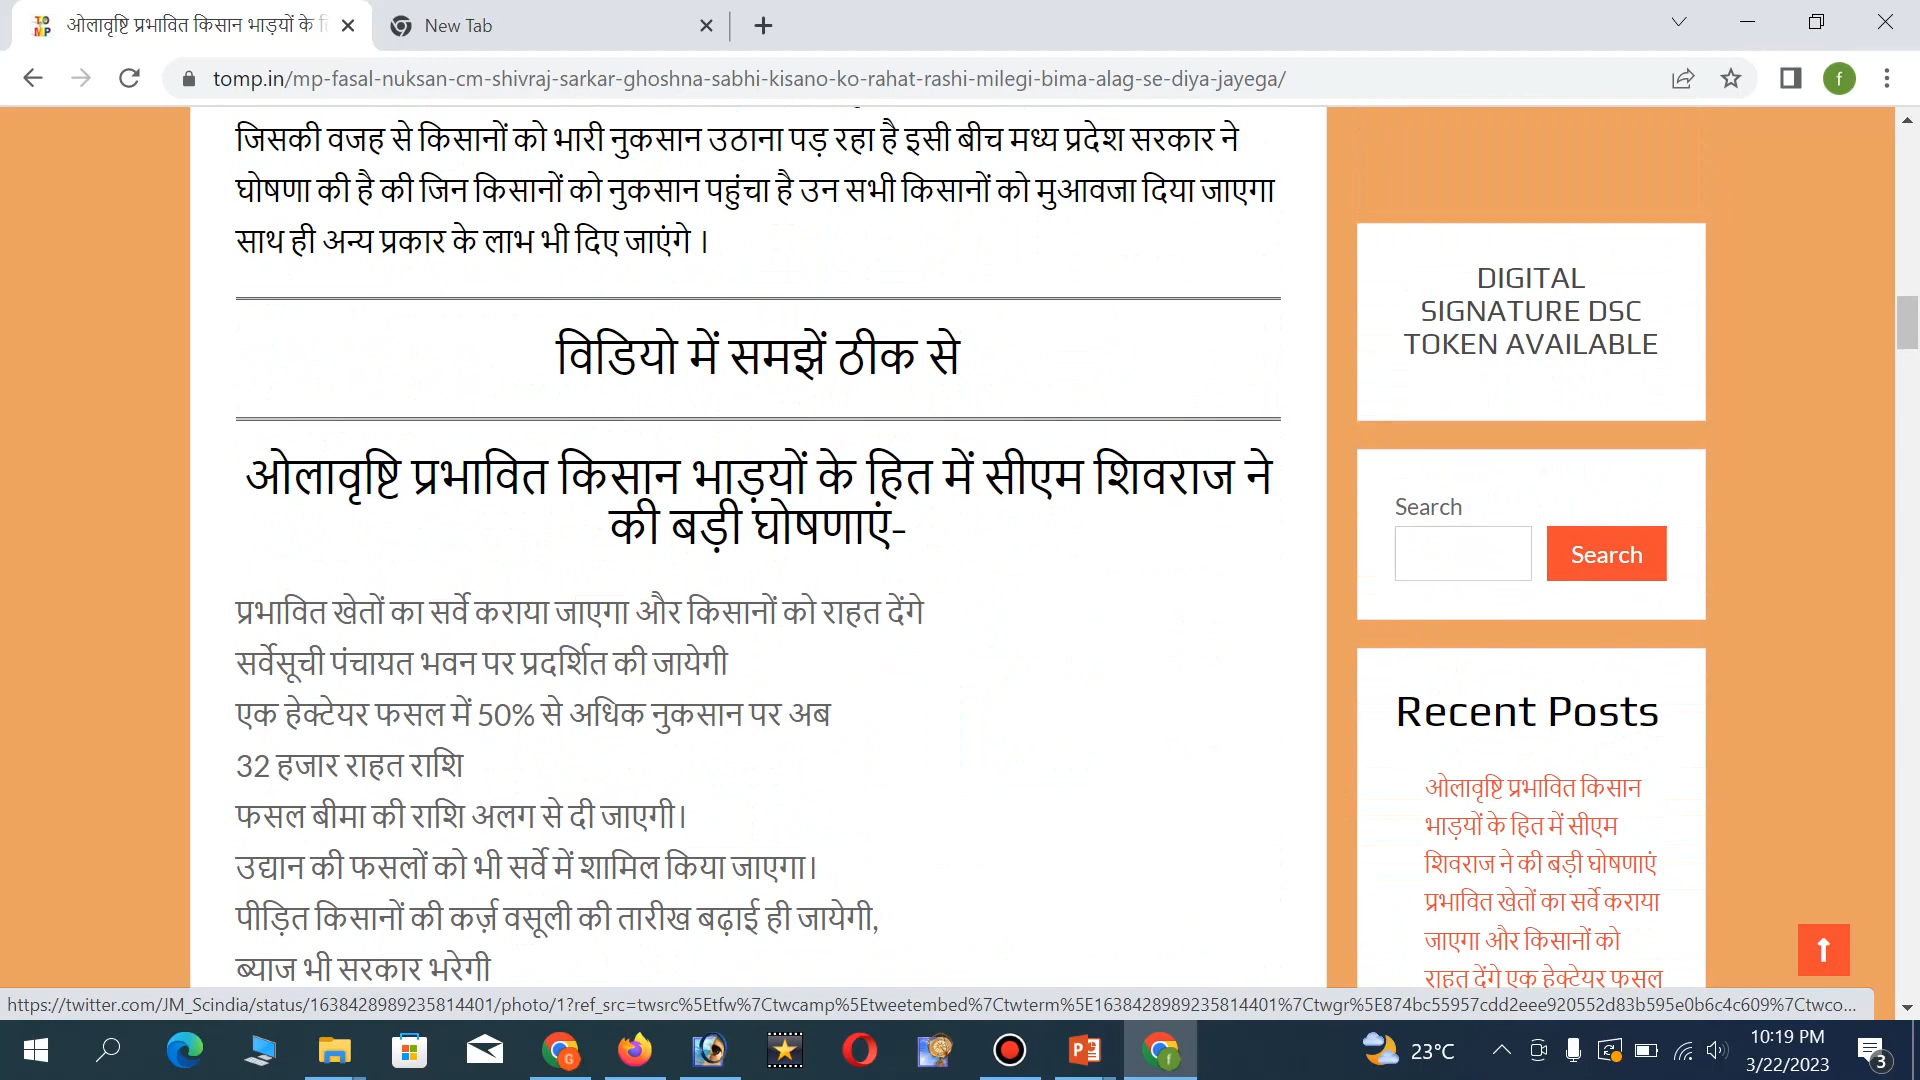 ओलावृष्टि प्रभावित किसान भाड़यों के
New Tab
tomp.in/mp-fasal-nuksan-cm-shivraj-sarkar-ghoshna-sabhi-kisano-ko-rahat-rashi-milegi-bima-alag-se-diya-jayega/
f
जिसकी वजह से किसानों को भारी नुकसान उठाना पड़ रहा है इसी बीच मध्य प्रदेश सरकार ने
घोषणा की है की जिन किसानों को नुकसान पहुंचा है उन सभी किसानों को मुआवजा दिया जाएगा
साथ ही अन्य प्रकार के लाभ भी दिए जाएंगे ।
विडियो में समझें ठीक से
ओलावृष्टि प्रभावित किसान भाड़यों के हित में सीएम शिवराज ने
की बड़ी घोषणाएं-
प्रभावित खेतों का सर्वे कराया जाएगा और किसानों को राहत देंगे
सर्वेसूची पंचायत भवन पर प्रदर्शित की जायेगी
एक हेक्टेयर फसल में 50% से अधिक नुकसान पर अब
32 हजार राहत राशि
फसल बीमा की राशि अलग से दी जाएगी।
उद्यान की फसलों को भी सर्वे में शामिल किया जाएगा।
पीड़ित किसानों की कर्ज़ वसूली की तारीख बढ़ाई ही जायेगी,
ब्याज भी सरकार भरेगी
DIGITAL
SIGNATURE DSC
TOKEN AVAILABLE
Search
Search
Recent Posts
ओलावृष्टि प्रभावित किसान
भाड़यों के हित में सीएम
शिवराज ने की बड़ी घोषणाएं
प्रभावित खेतों का सर्वे कराया
जाएगा और किसानों को
राहत देंगे एक हेक्टेयर फसल
https://twitter.com/JM_Scindia/status/1638428989235814401/photo/1?ref_src=twsrc%5Etfw%7Ctwcamp%5Etweetembed%7Ctwterm%5E1638428989235814401%7Ctwgr%5E874bc55957cdd2eee920552d83b595e0b6c4c609%7Ctwco...
23°C
10:19 PM
3/22/2023
3